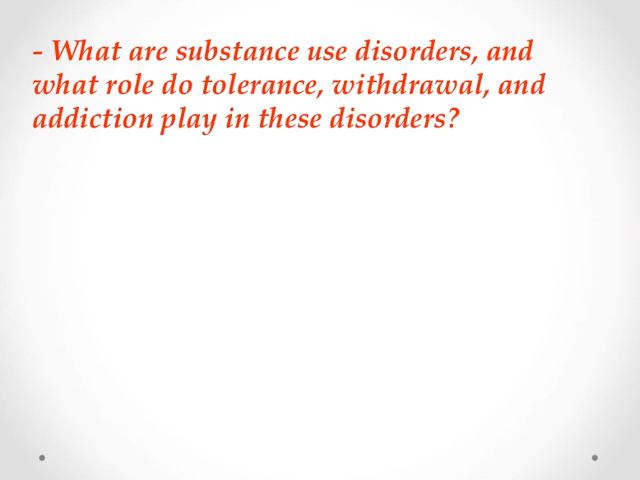 - What are substance use disorders, and
what role do tolerance, withdrawal, and
addiction play in these disorders?